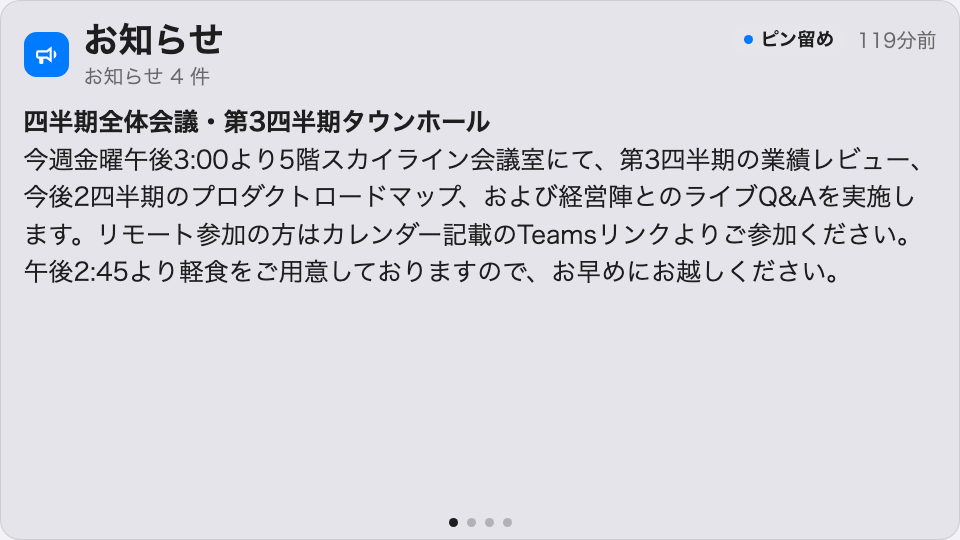 お知らせ
お知らせ 4 件
ピン留め
119分前
四半期全体会議・第3四半期タウンホール
今週金曜午後3:00より5階スカイライン会議室にて、第3四半期の業績レビュー、
今後2四半期のプロダクトロードマップ、および経営陣とのライブQ&Aを実施し
ます。リモート参加の方はカレンダー記載のTeamsリンクよりご参加ください。
午後2:45より軽食をご用意しておりますので、お早めにお越しください。